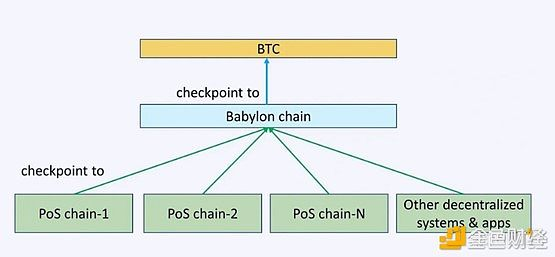 BTC
checkpoint to
Babylon chain
checkpoint to
PoS chain-1
PoS chain-2
PoS chain-N
Other decentralized
systems & apps
金色财经